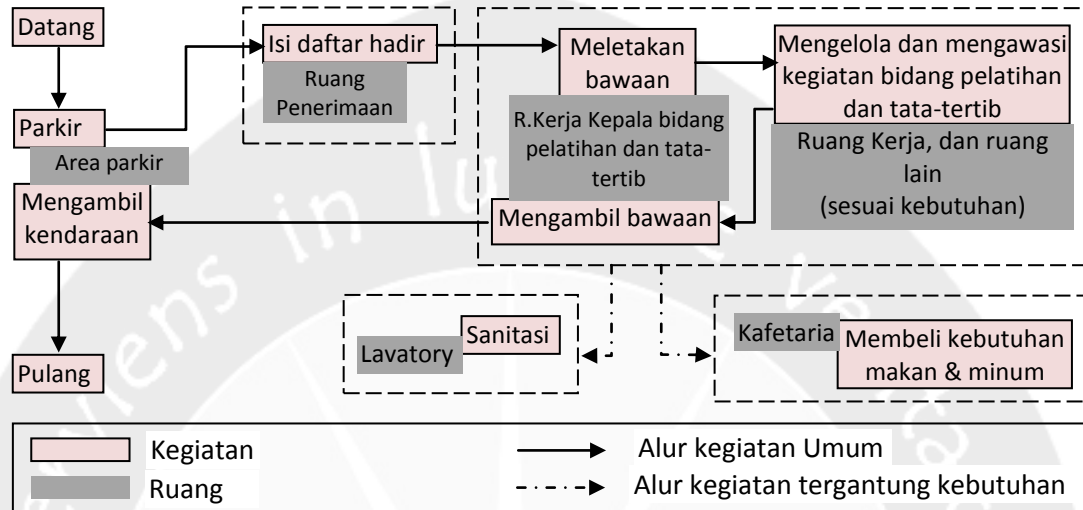 Datang
Parkir
Area parkir
Mengambil
kendaraan
Pulang
Isi daftar hadir
Ruang
Penerimaan
Meletakan
bawaan
R.Kerja Kepala bidang
pelatihan dan tata-
tertib
Mengambil bawaan
Mengelola dan mengawasi
kegiatan bidang pelatihan
dan tata-tertib
Ruang Kerja, dan ruang
lain
(sesuai kebutuhan)
Lavatory
Sanitasi
Kafetaria
Membeli kebutuhan
makan & minum
Kegiatan
Ruang
Alur kegiatan Umum
Alur kegiatan tergantung kebutuhan